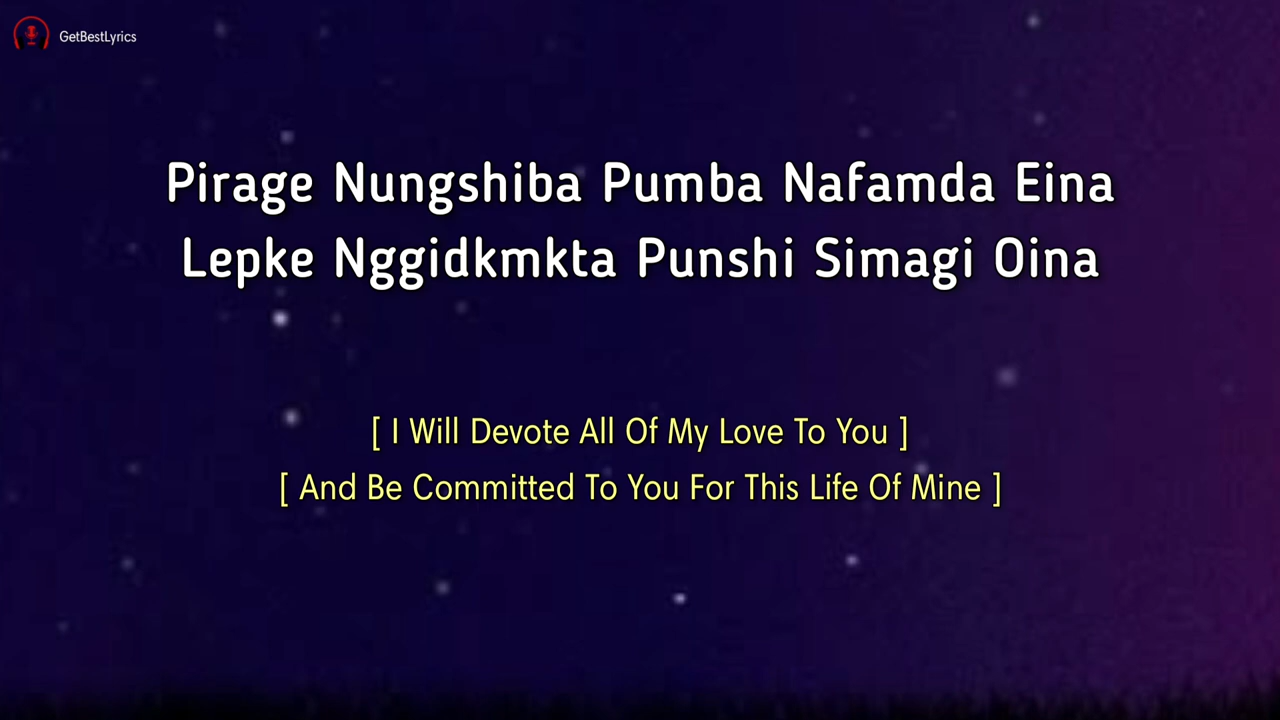 GetBestLyrics
Pirage Nungshiba Pumba Nafamda Eina
Lepke Nggidkmkta Punshi Simagi Oina
[ I Will Devote All Of My Love To You ]
[ And Be Committed To You For This Life Of Mine ]